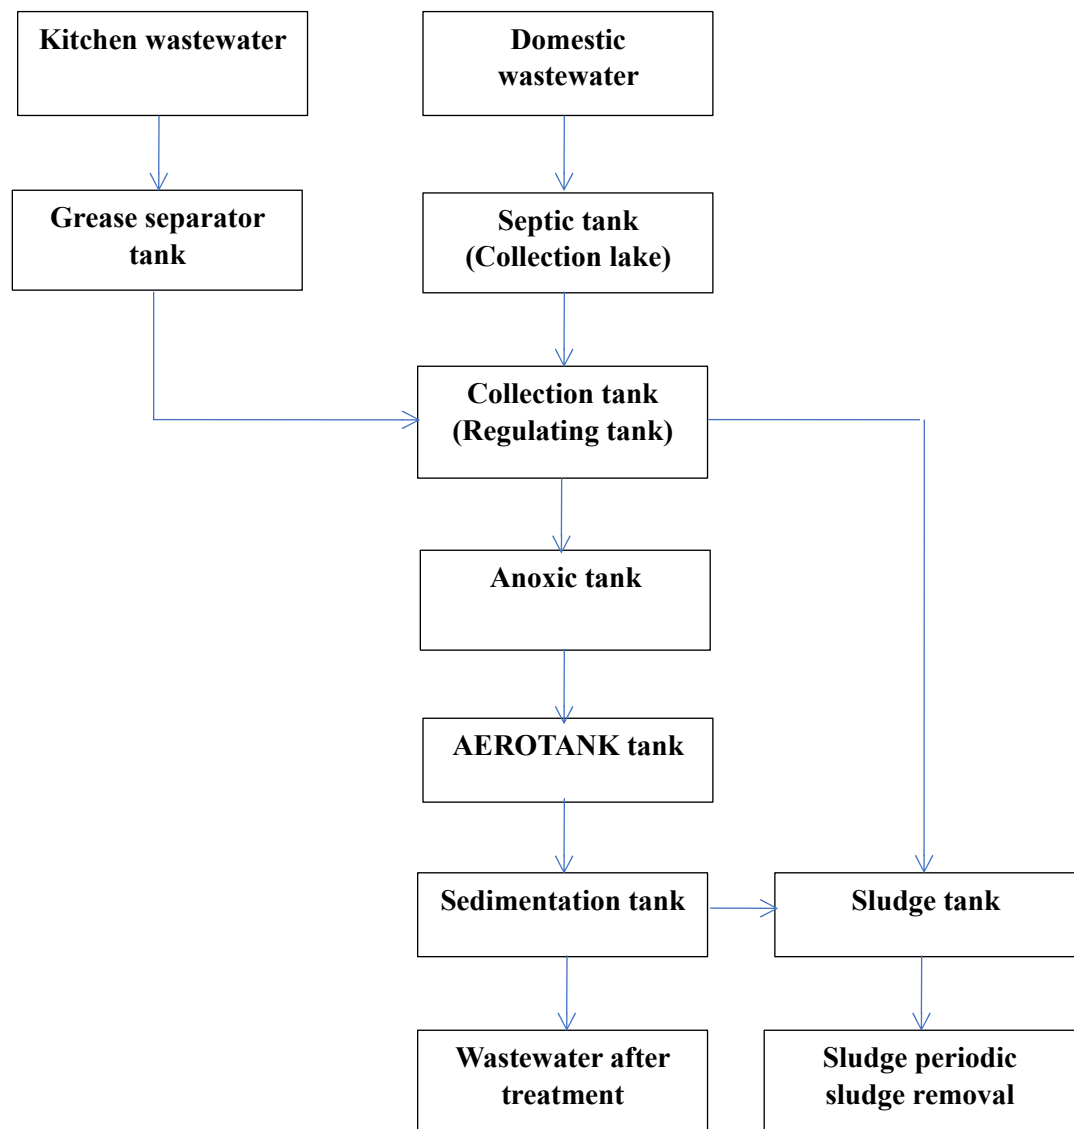 Kitchen wastewater
Domestic
wastewater
Grease separator
tank
Septic tank
(Collection lake)
Collection tank
(Regulating tank)
Anoxic tank
AEROTANK tank
Sedimentation tank
Sludge tank
Wastewater after
treatment
Sludge periodic
sludge removal